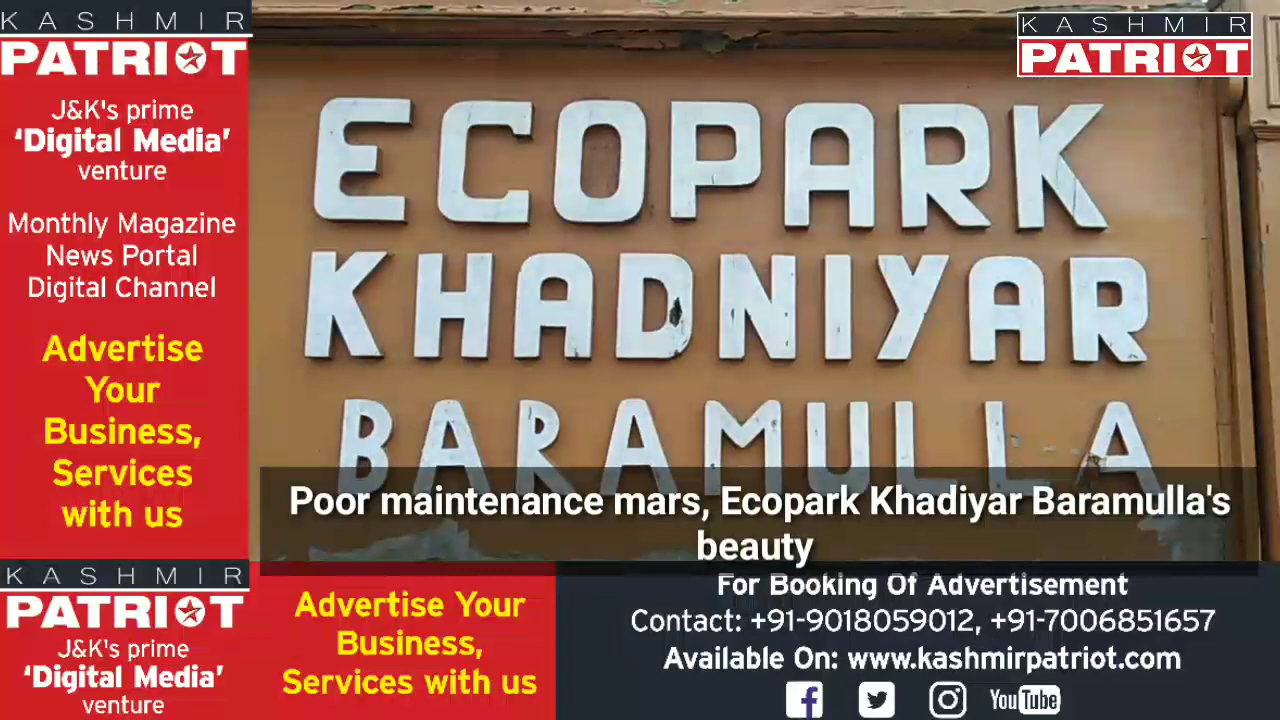 KASHMIR
PATRIOT
J&K's prime
'Digital Media'
venture
Monthly Magazine
News Portal
Digital Channel
Advertise
Your
Business,
Services
with us
KASHMIR
PATRIOT
ECOPARK
KHADNIYAR
BARAMULLA
Poor maintenance mars, Ecopark Khadiyar Baramulla's
beauty
KASHMIR
PATRIOT
J&K's prime
'Digital Media'
venture
Advertise Your
Business,
Services with us
For Booking Of Advertisement
Contact: +91-9018059012, +91-7006851657
Available On: www.kashmirpatriot.com
YouTube